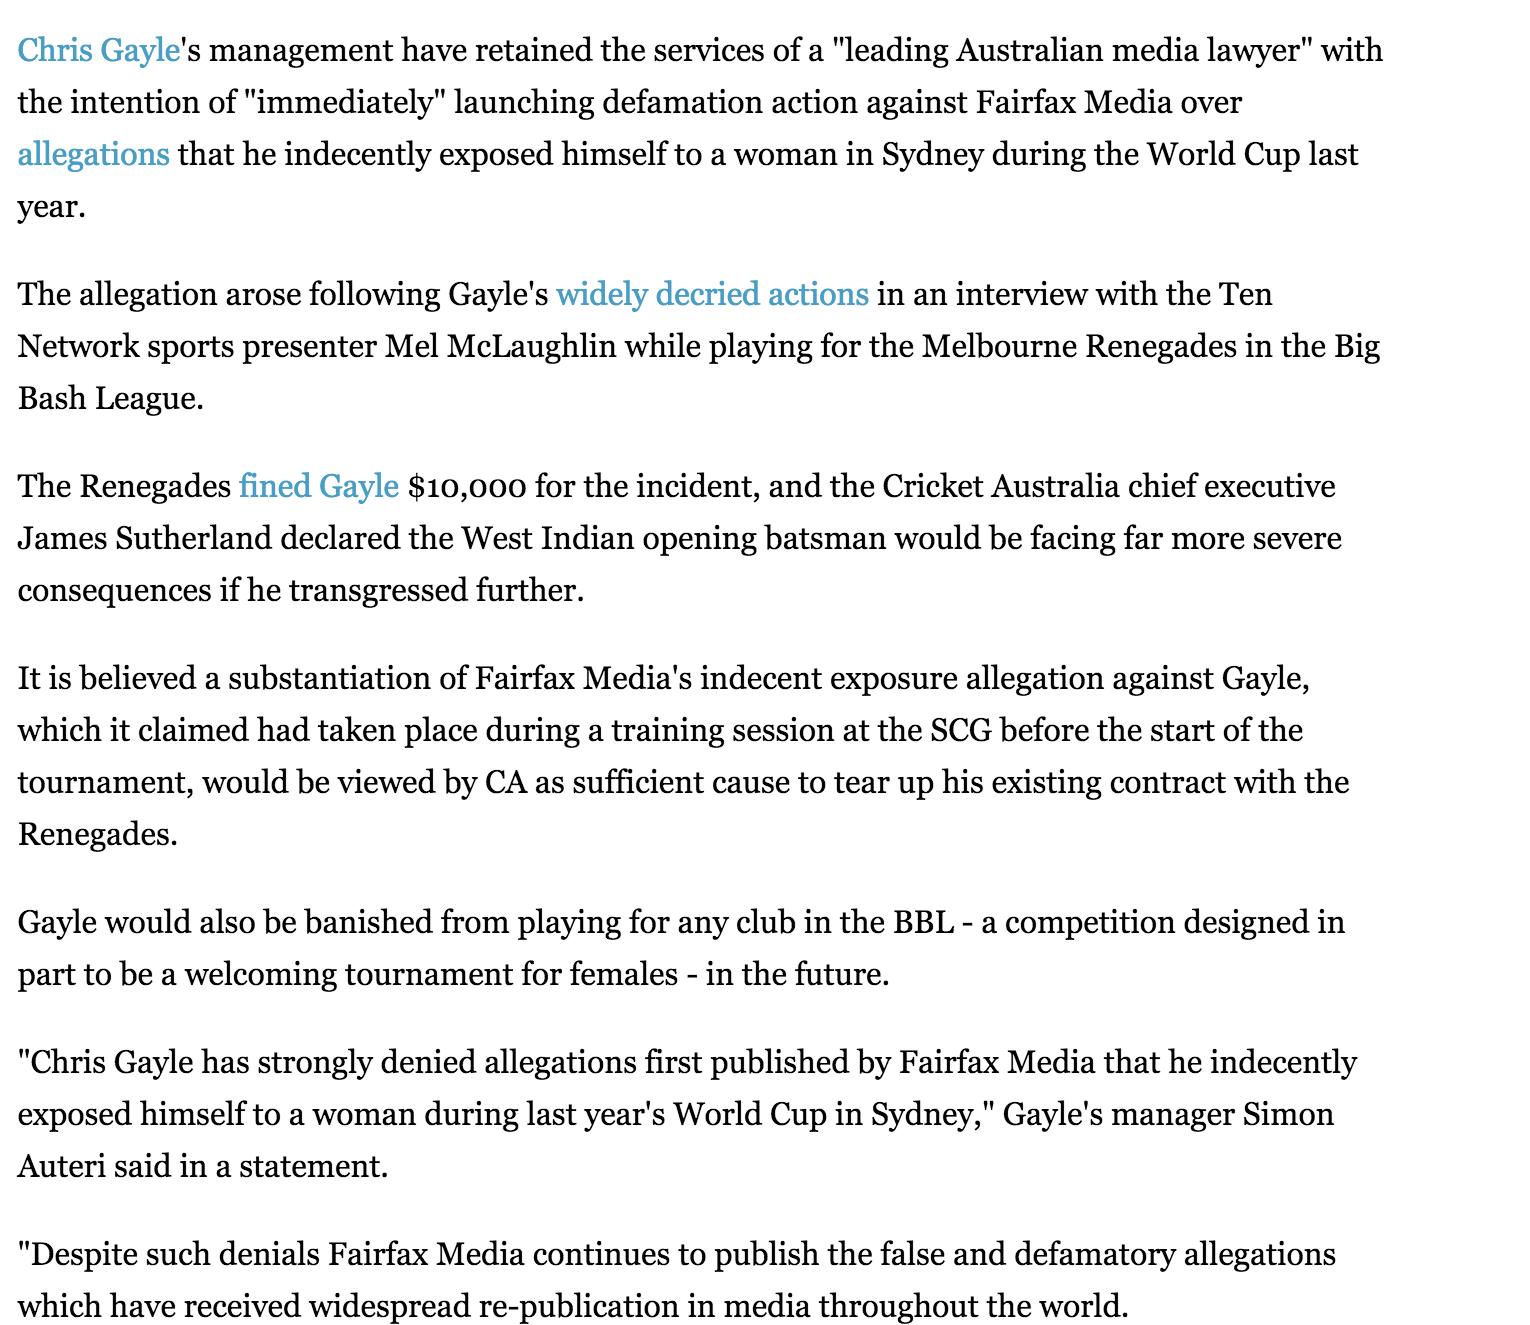 Chris Gayle's management have retained the services of a "leading Australian media lawyer" with
the intention of "immediately" launching defamation action against Fairfax Media over
allegations that he indecently exposed himself to a woman in Sydney during the World Cup last
year.
The allegation arose following Gayle's widely decried actions in an interview with the Ten
Network sports presenter Mel McLaughlin while playing for the Melbourne Renegades in the Big
Bash League.
The Renegades fined Gayle $10,000 for the incident, and the Cricket Australia chief executive
James Sutherland declared the West Indian opening batsman would be facing far more severe
consequences if he transgressed further.
It is believed a substantiation of Fairfax Media's indecent exposure allegation against Gayle,
which it claimed had taken place during a training session at the SCG before the start of the
tournament, would be viewed by CA as sufficient cause to tear up his existing contract with the
Renegades.
Gayle would also be banished from playing for any club in the BBL - a competition designed in
part to be a welcoming tournament for females - in the future.
"Chris Gayle has strongly denied allegations first published by Fairfax Media that he indecently
exposed himself to a woman during last year's World Cup in Sydney," Gayle's manager Simon
Auteri said in a statement.
"Despite such denials Fairfax Media continues to publish the false and defamatory allegations
which have received widespread re-publication in media throughout the world.